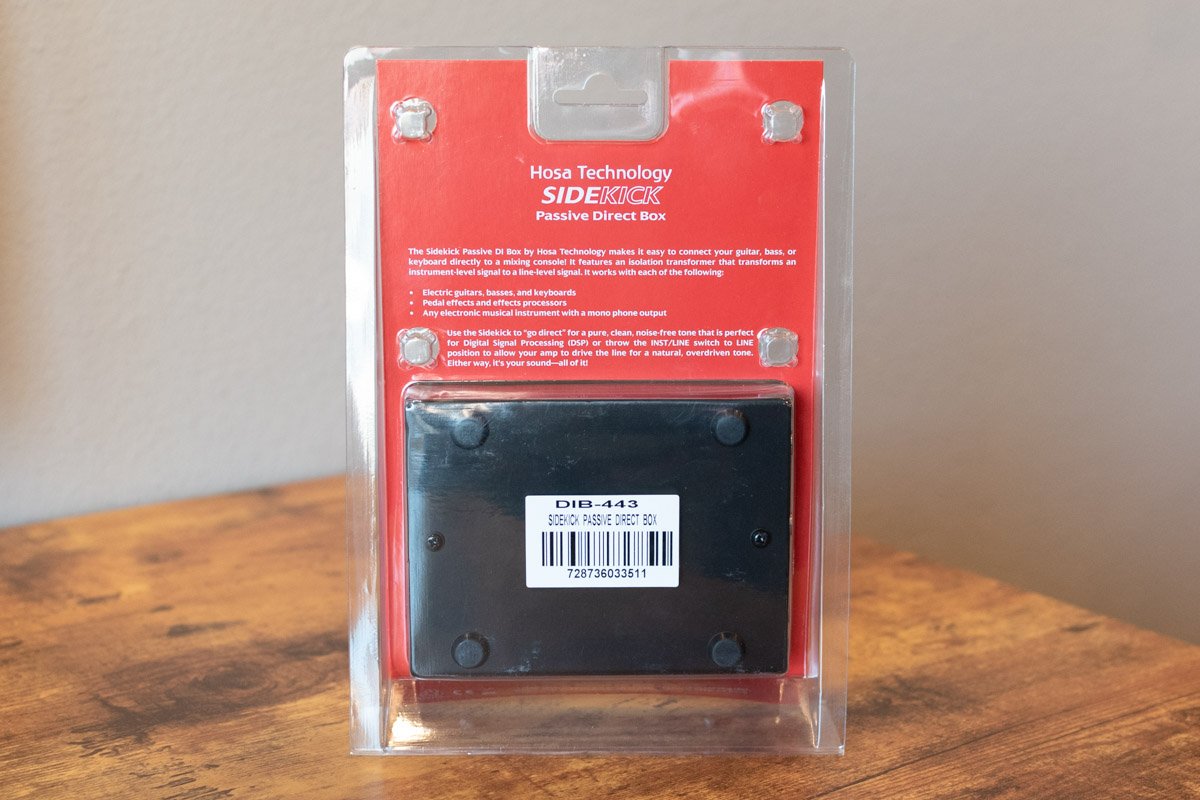 Hosa Technology
SIDEKICK
Passive Direct Box
The Sidekick Passive DI Box by Hosa Technology makes it easy to connect your guitar, bass, or
keyboard directly to a mixing console! It features an isolation transformer that transforms an
instrument-level signal to a line-level signal. It works with each of the following:
• Electric guitars, basses, and keyboards
• Pedal effects and effects processors
• Any electronic musical instrument with a mono phone output
Use the Sidekick to "go direct" for a pure, clean, noise-free tone that is perfect
for Digital Signal Processing (DSP) or throw the INST/LINE switch to LINE
position to allow your amp to drive the line for a natural, overdriven tone.
Either way, it's your sound—all of it!
DIB-443
SIDEKICK PASSIVE DIRECT BOX
728736033511